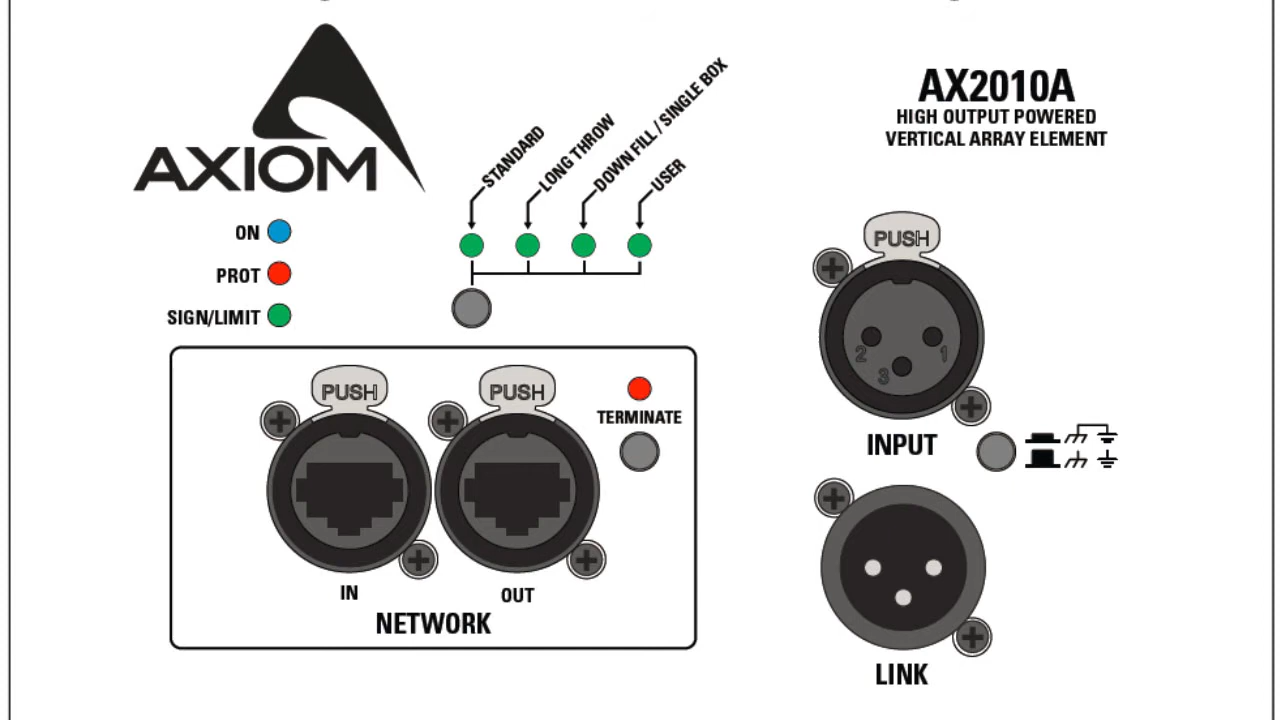 AXIOM
AX2010A
HIGH OUTPUT POWERED
VERTICAL ARRAY ELEMENT
STANDARD
LONG THROW
DOWN FILL / SINGLE BOX
USER
ON
PROT
SIGN/LIMIT
PUSH
PUSH
TERMINATE
IN
OUT
NETWORK
PUSH
2
1
3
INPUT
LINK